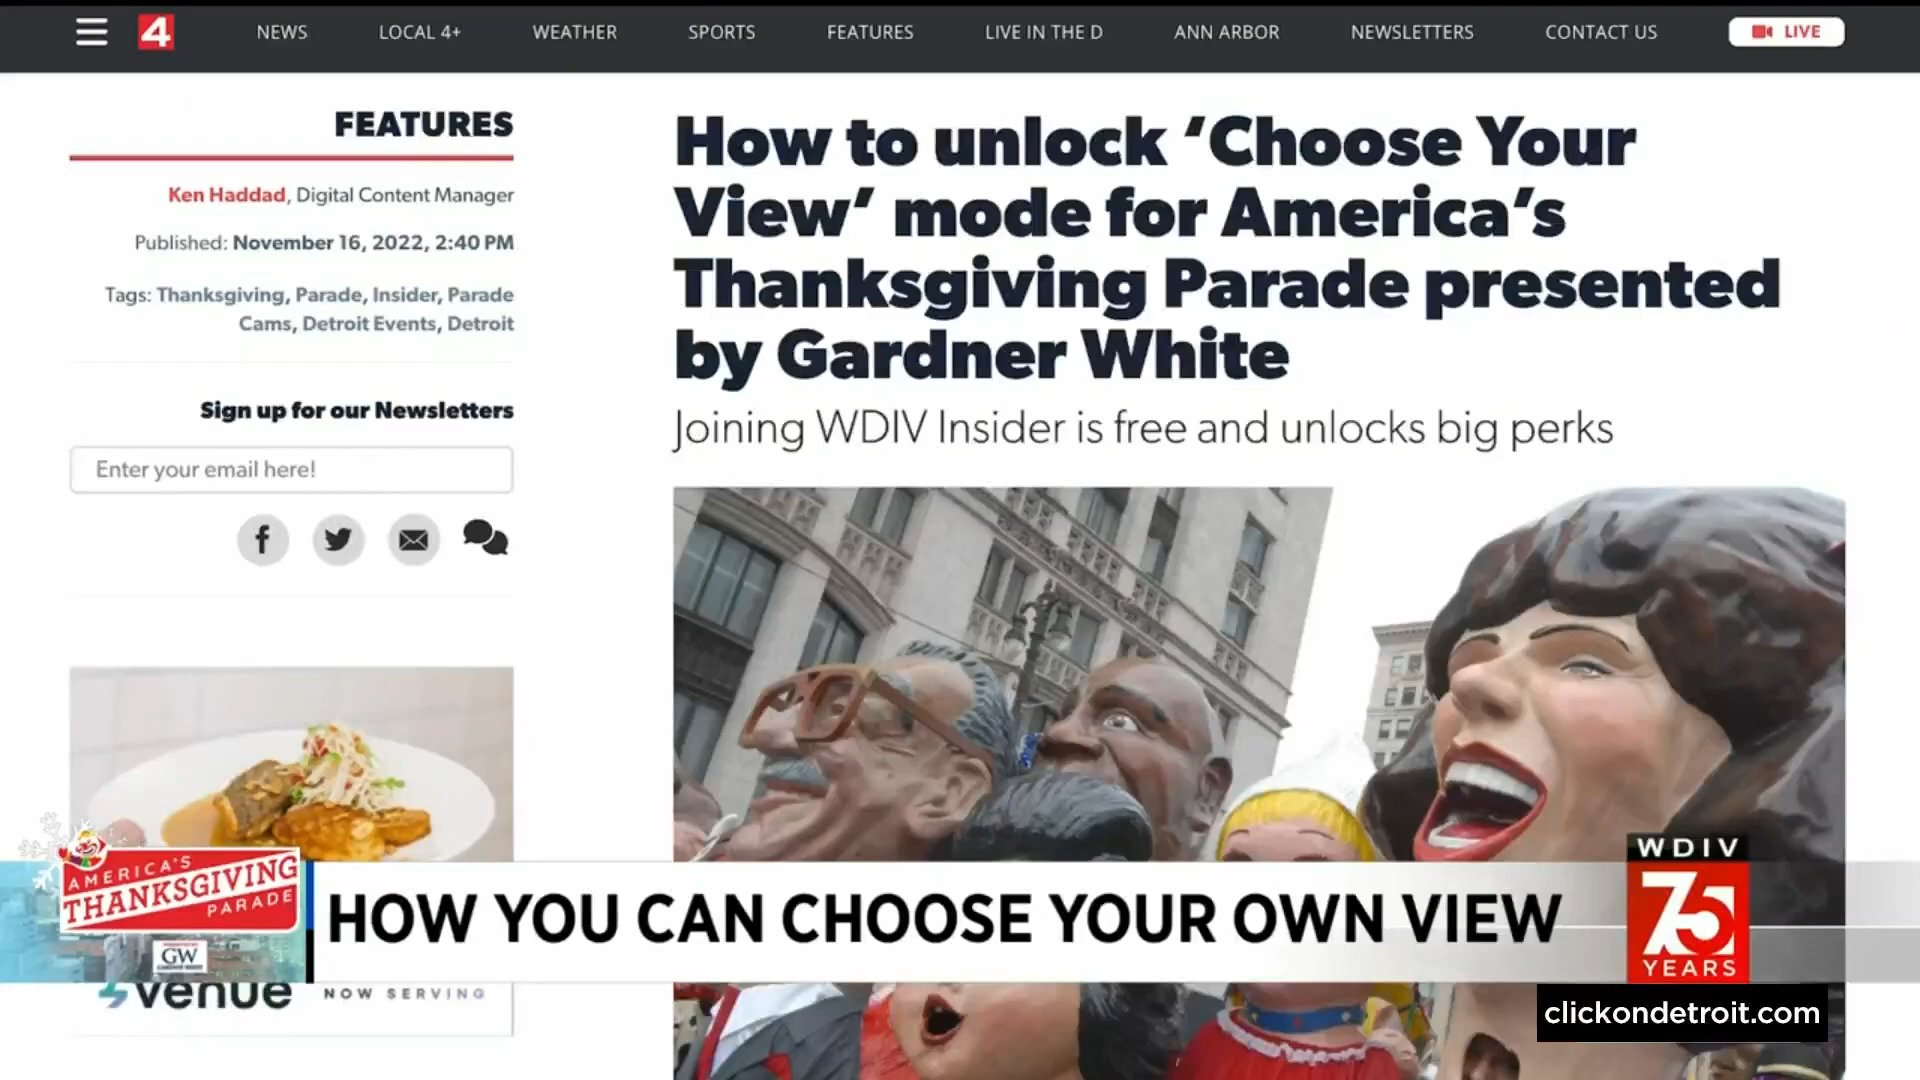 4
NEWS
LOCAL 4+
WEATHER
SPORTS
FEATURES
LIVE IN THE D
ANN ARBOR
NEWSLETTERS
CONTACT US
LIVE
FEATURES
Ken Haddad, Digital Content Manager
Published: November 16, 2022, 2:40 PM
Tags: Thanksgiving, Parade, Insider, Parade
Cams, Detroit Events, Detroit
Sign up for our Newsletters
Enter your email here!
How to unlock ‘Choose Your
View’ mode for America’s
Thanksgiving Parade presented
by Gardner White
Joining WDIV Insider is free and unlocks big perks
AMERICA'S
THANKSGIVING
PARADE
GW
HOW YOU CAN CHOOSE YOUR OWN VIEW
WDIV
75
YEARS
venue
NOW SERVING
clickondetroit.com